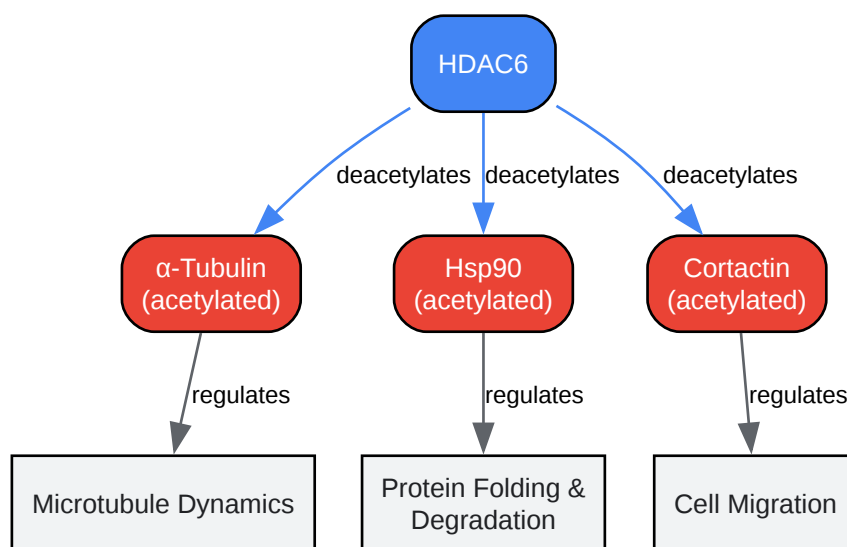 HDAC6
deacetylates
deacetylates
deacetylates
α-Tubulin
(acetylated)
Hsp90
(acetylated)
Cortactin
(acetylated)
regulates
regulates
regulates
Microtubule Dynamics
Protein Folding &
Degradation
Cell Migration